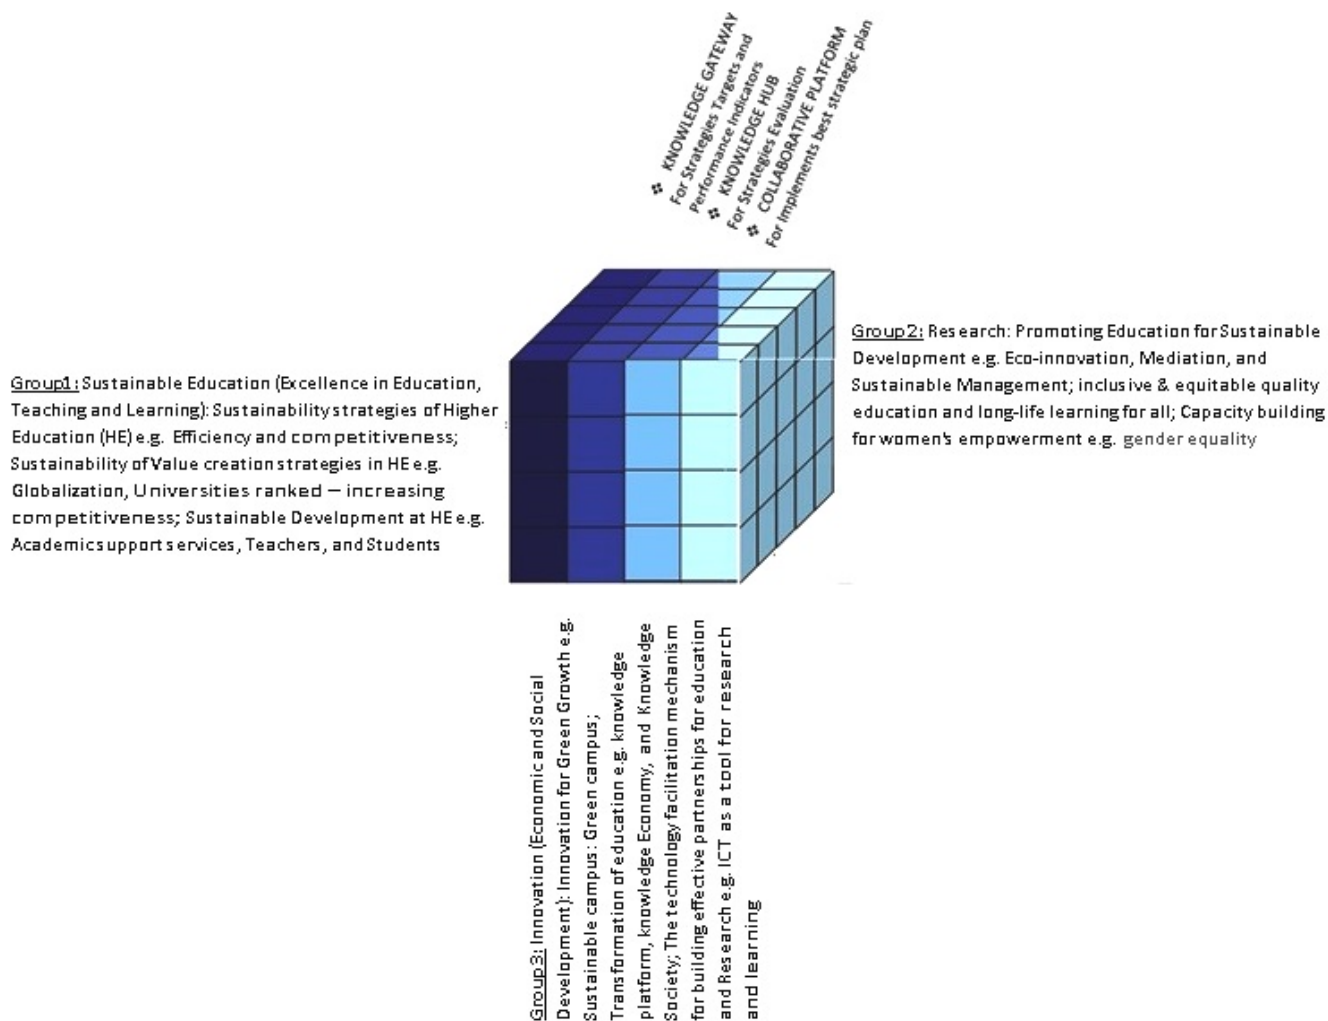 ❖ KNOWLEDGE GATEWAY
For Strategies Targets and
Performance Indicators
❖ KNOWLEDGE HUB
For Strategies Evaluation
❖ COLLABORATIVE PLATFORM
For Implements best strategic plan
Group1: Sustainable Education (Excellence in Education,
Teaching and Learning): Sustainability strategies of Higher
Education (HE) e.g. Efficiency and competitiveness;
Sustainability of Value creation strategies in HE e.g.
Globalization, Universities ranked – increasing
competitiveness; Sustainable Development at HE e.g.
Academic support services, Teachers, and Students
Group2: Research: Promoting Education for Sustainable
Development e.g. Eco-innovation, Mediation, and
Sustainable Management; inclusive & equitable quality
education and long-life learning for all; Capacity building
for women's empowerment e.g. gender equality
Group3: Innovation (Economic and Social
Development): Innovation for Green Growth e.g.
Sustainable campus: Green campus;
Transformation of education e.g. knowledge
platform, knowledge Economy, and Knowledge
Society; The technology facilitation mechanism
for building effective partnerships for education
and Research e.g. ICT as a tool for research
and learning